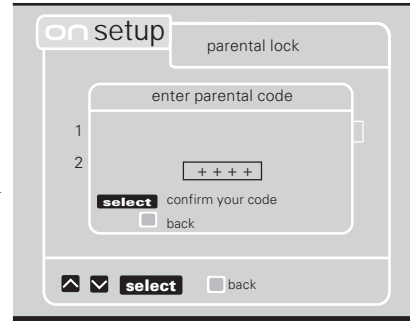 on setup
parental lock
enter parental code
1
2
++++
select confirm your code
back
select back